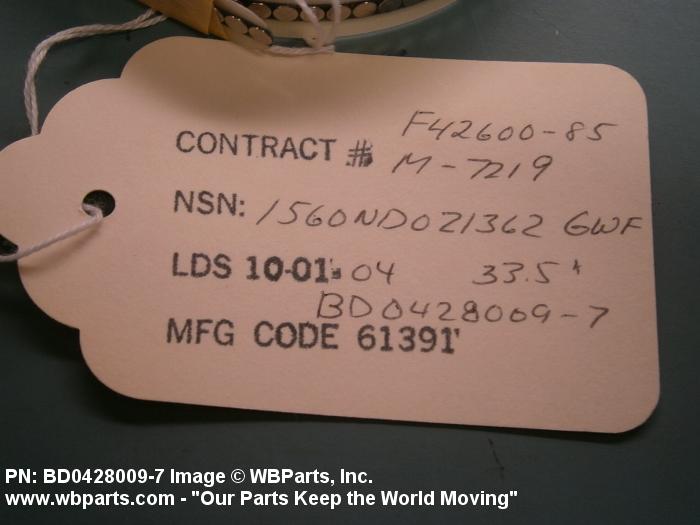 F42600-85
CONTRACT # M-7219
NSN: 1560ND021362 GWF
LDS 10-01-04 33.5'
BD0428009-7
MFG CODE 61391
PN: BD0428009-7 Image © WBParts, Inc.
www.wbparts.com - "Our Parts Keep the World Moving"